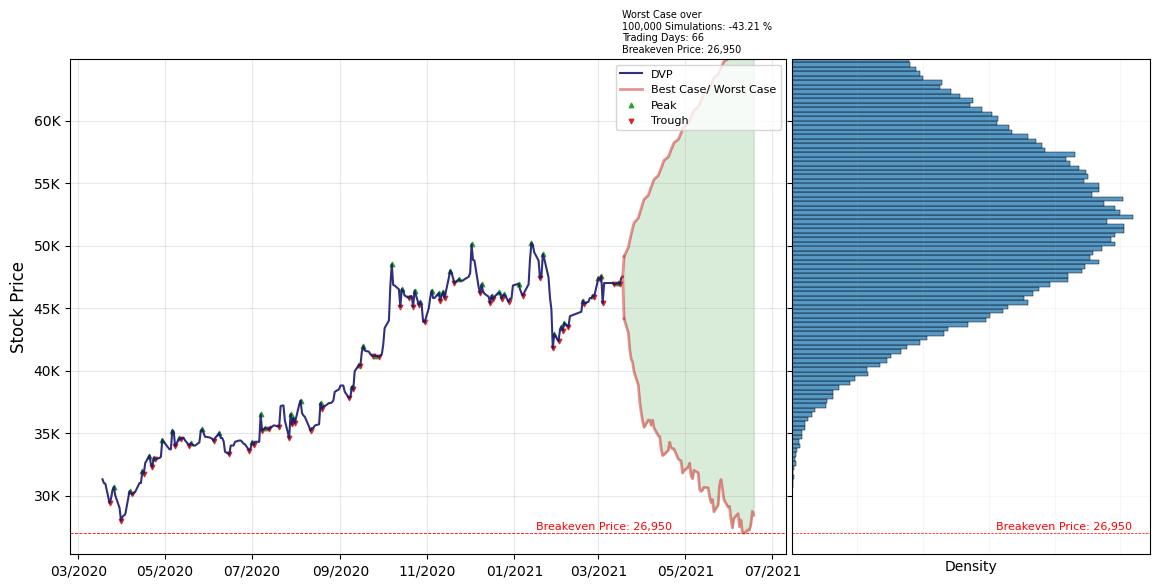 Worst Case over
100,000 Simulations: -43.21 %
Trading Days: 66
Breakeven Price: 26,950
DVP
Best Case/ Worst Case
Peak
Trough
Stock Price
60K
55K
50K
45K
40K
35K
30K
Breakeven Price: 26,950
Breakeven Price: 26,950
03/2020
05/2020
07/2020
09/2020
11/2020
01/2021
03/2021
05/2021
07/2021
Density